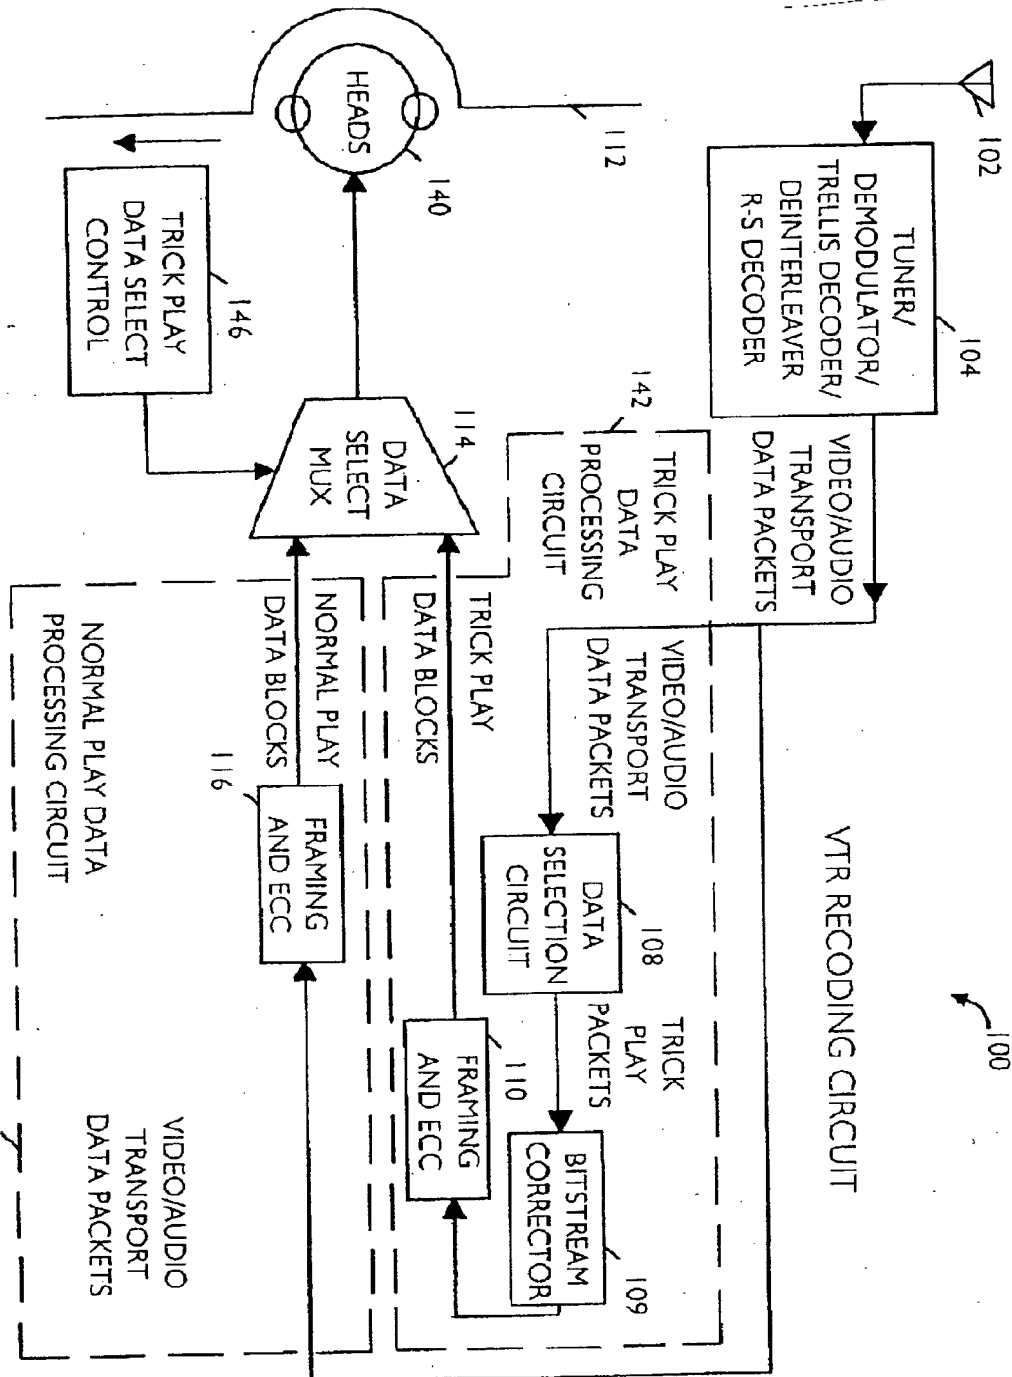 VTR RECODING CIRCUIT
100
102
104
TUNER/
DEMODULATOR/
TRELLIS DECODER/
DEINTERLEAVER
R-S DECODER
VIDEO/AUDIO
TRANSPORT
DATA PACKETS
142
TRICK PLAY
DATA
PROCESSING
CIRCUIT
VIDEO/AUDIO
TRANSPORT
DATA PACKETS
108
DATA
SELECTION
CIRCUIT
TRICK
PLAY
PACKETS
109
BITSTREAM
CORRECTOR
110
FRAMING
AND ECC
TRICK PLAY
DATA BLOCKS
112
HEADS
140
114
DATA
SELECT
MUX
146
TRICK PLAY
DATA SELECT
CONTROL
NORMAL PLAY
DATA BLOCKS
116
FRAMING
AND ECC
NORMAL PLAY DATA
PROCESSING CIRCUIT
VIDEO/AUDIO
TRANSPORT
DATA PACKETS